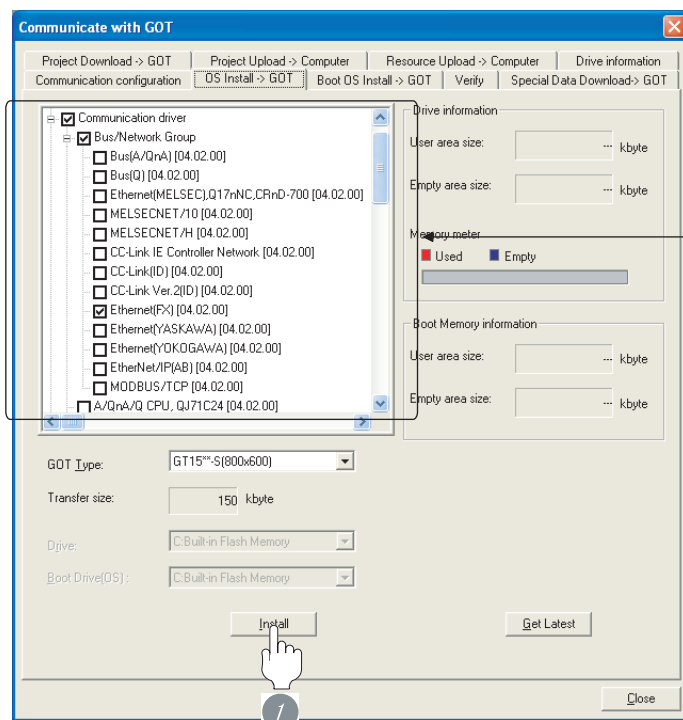 Communicate with GOT
Project Download -> GOT Project Upload -> Computer Resource Upload -> Computer Drive information
Communication configuration OS Install -> GOT Boot OS Install -> GOT Verify Special Data Download-> GOT
Communication driver
Bus/Network Group
Bus(A/QnA) [04.02.00]
Bus(Q) [04.02.00]
Ethernet(MELSEC),Q17nNC,CRnD-700 [04.02.00]
MELSECNET/10 [04.02.00]
MELSECNET/H [04.02.00]
CC-Link IE Controller Network [04.02.00]
CC-Link(ID) [04.02.00]
CC-Link Ver.2(ID) [04.02.00]
Ethernet(FX) [04.02.00]
Ethernet(YASKAWA) [04.02.00]
Ethernet(YOKOGAWA) [04.02.00]
EtherNet/IP(AB) [04.02.00]
MODBUS/TCP [04.02.00]
A/QnA/Q CPU, QJ71C24 [04.02.00]
Drive information
User area size: --- kbyte
Empty area size: --- kbyte
Memory meter
Used Empty
Boot Memory information
User area size: --- kbyte
Empty area size: --- kbyte
GOT Type: GT15**-S(800x600)
Transfer size: 150 kbyte
Drive: C:Built-in Flash Memory
Boot Drive(OS) : C:Built-in Flash Memory
Install Get Latest
1
Close